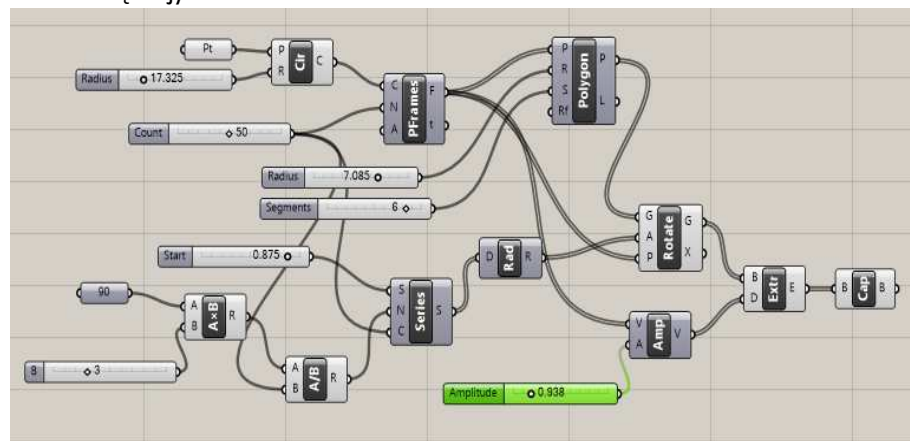 Pt
Radius 17.325
P R Cir C
Count 50
C N A PFrames F t
P R S Rf Polygon P L
Radius 7.085
Segments 6
Start 0.875
90
A B A×B R
8 3
A B A/B R
S N C Series S
D Rad R
G A P Rotate G X
V A Amp V
Amplitude 0.938
B D Extr E
B Cap B